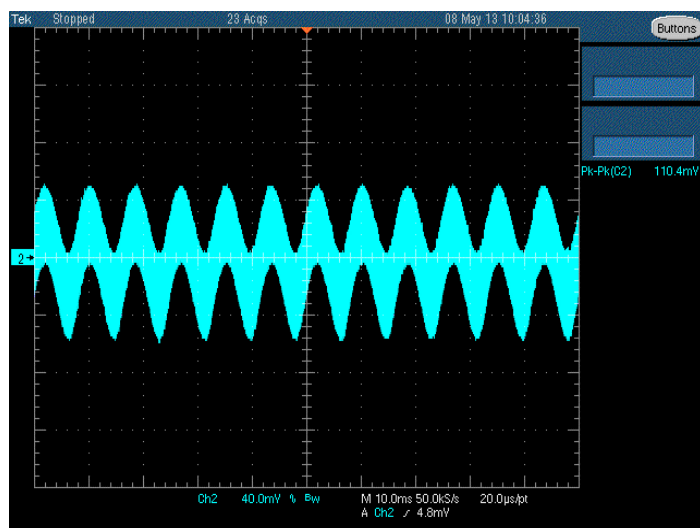 Tek Stopped 23 Acqs 08 May 13 10:04:36
Buttons
Pk-Pk(C2) 110.4mV
2
Ch2 40.0mV % Bw M 10.0ms 50.0kS/s 20.0µs/pt
A Ch2 ∫ 4.8mV